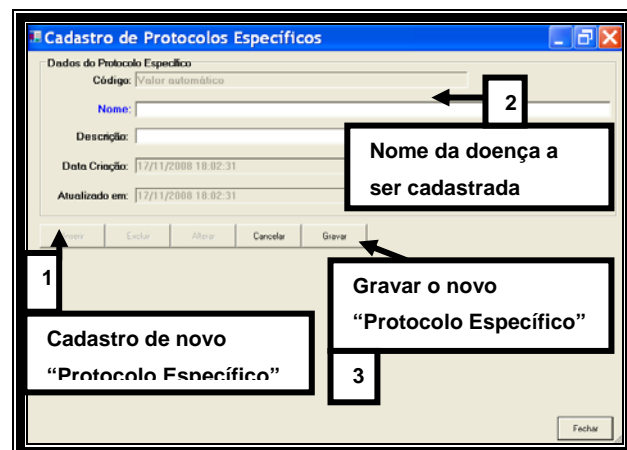 Cadastro de Protocolos Específicos
Dados do Protocolo Específico
Código: Valor automático
Nome:
2
Descrição:
Nome da doença a
ser cadastrada
Data Criação: 17/11/2008 18:02:31
Atualizado em: 17/11/2008 18:02:31
Excluir Alterar Cancelar Gravar
1
Gravar o novo
“Protocolo Específico”
Cadastro de novo
“Protocolo Específico”
3
Fechar